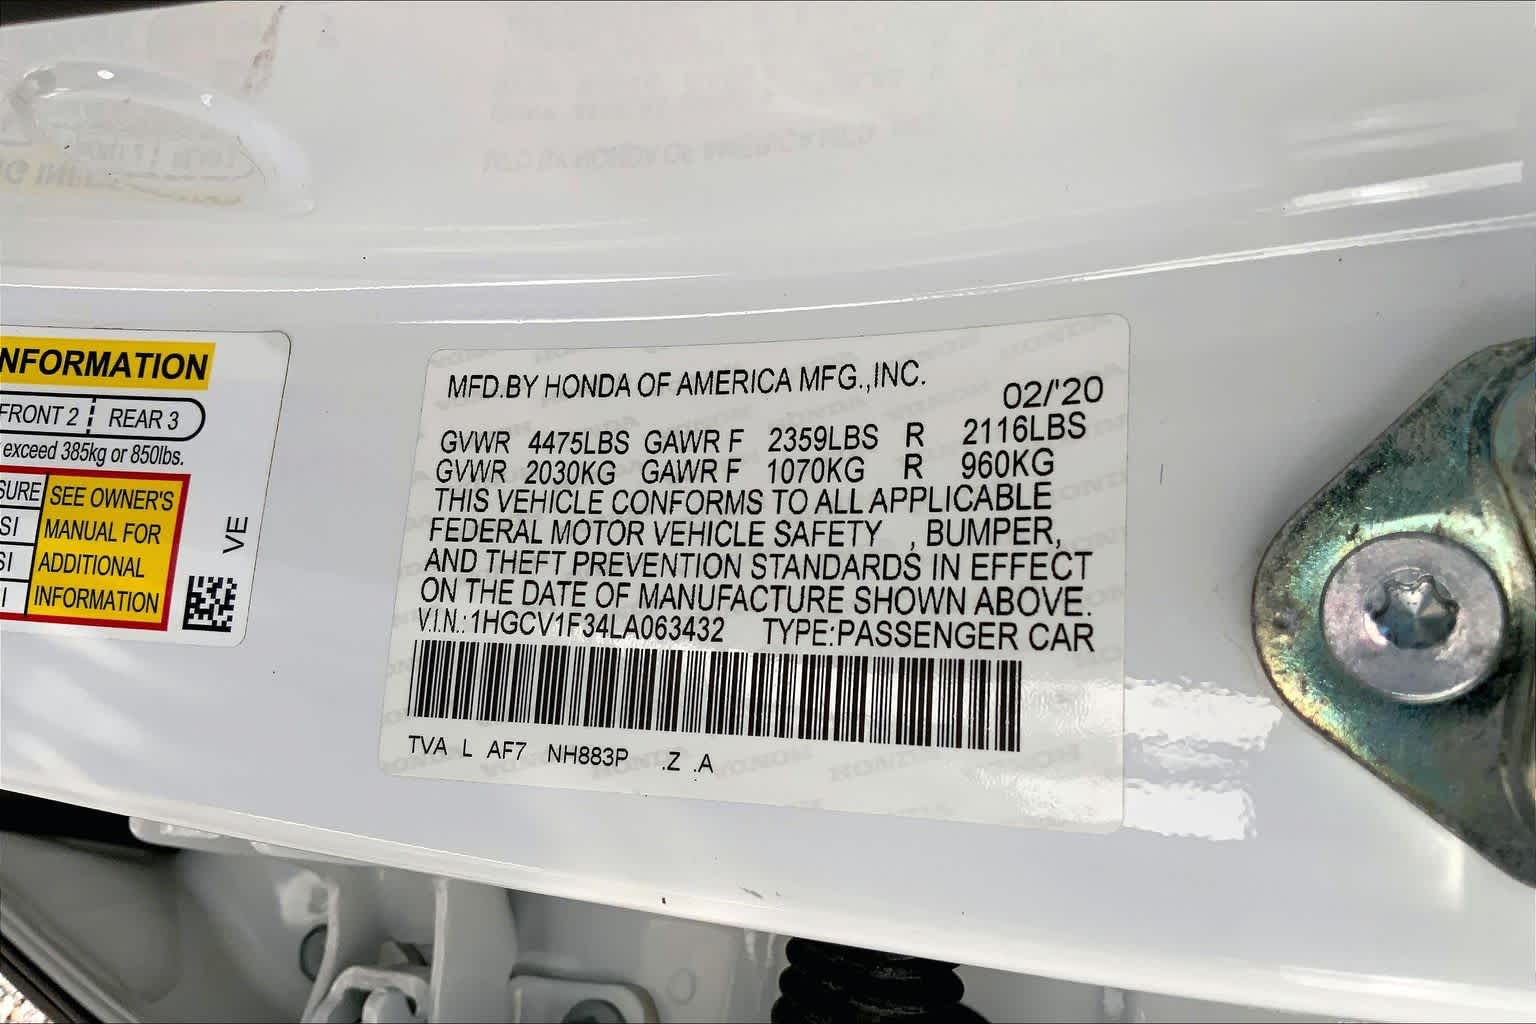 NFORMATION
FRONT 2 REAR 3
exceed 385kg or 850lbs.
SURE SEE OWNER'S
SI MANUAL FOR
SI ADDITIONAL
I INFORMATION
VE
MFD.BY HONDA OF AMERICA MFG.,INC.
02/'20
GVWR 4475LBS GAWR F 2359LBS R 2116LBS
GVWR 2030KG GAWR F 1070KG R 960KG
THIS VEHICLE CONFORMS TO ALL APPLICABLE
FEDERAL MOTOR VEHICLE SAFETY , BUMPER,
AND THEFT PREVENTION STANDARDS IN EFFECT
ON THE DATE OF MANUFACTURE SHOWN ABOVE.
V.I.N.:1HGCV1F34LA063432 TYPE:PASSENGER CAR
TVA L AF7 NH883P .Z .A